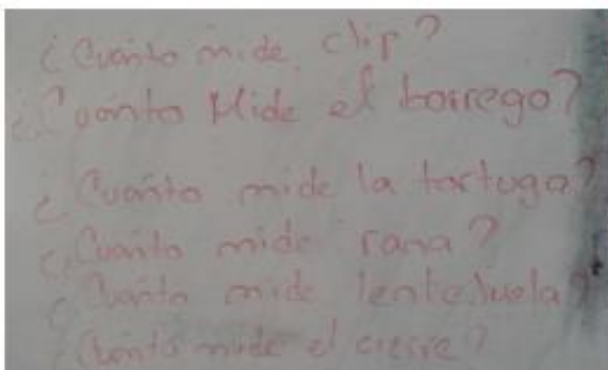 ¿Cuánto mide clip?
¿Cuánto Mide el borrego?
¿Cuánto mide la tortuga?
¿Cuánto mide rana?
¿Cuánto mide lentejuela?
¿Cuánto mide el cierre?